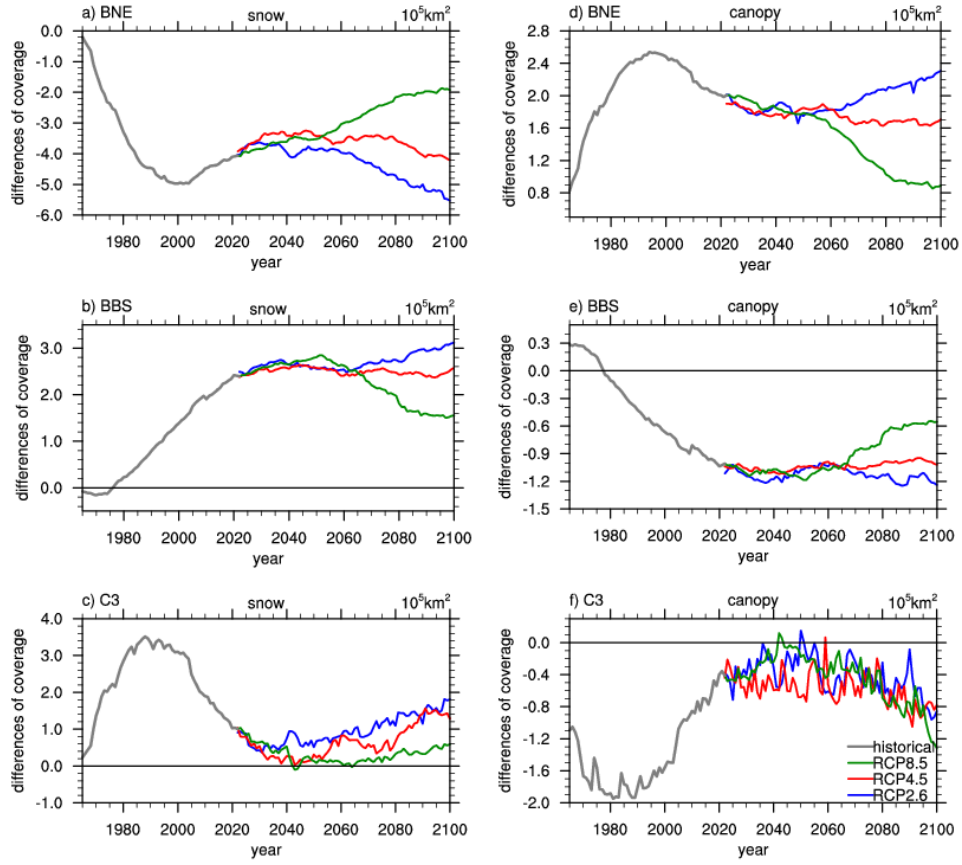 a) BNE snow 10⁵km²
0.0
-1.0
-2.0
-3.0
-4.0
-5.0
-6.0
differences of coverage
1980 2000 2020 2040 2060 2080 2100
year
d) BNE canopy 10⁵km²
2.8
2.4
2.0
1.6
1.2
0.8
differences of coverage
1980 2000 2020 2040 2060 2080 2100
year
b) BBS snow 10⁵km²
3.0
2.0
1.0
0.0
differences of coverage
1980 2000 2020 2040 2060 2080 2100
year
e) BBS canopy 10⁵km²
0.3
0.0
-0.3
-0.6
-0.9
-1.2
-1.5
differences of coverage
1980 2000 2020 2040 2060 2080 2100
year
c) C3 snow 10⁵km²
4.0
3.0
2.0
1.0
0.0
-1.0
differences of coverage
1980 2000 2020 2040 2060 2080 2100
year
f) C3 canopy 10⁵km²
0.0
-0.4
-0.8
-1.2
-1.6
-2.0
differences of coverage
historical
RCP8.5
RCP4.5
RCP2.6
1980 2000 2020 2040 2060 2080 2100
year